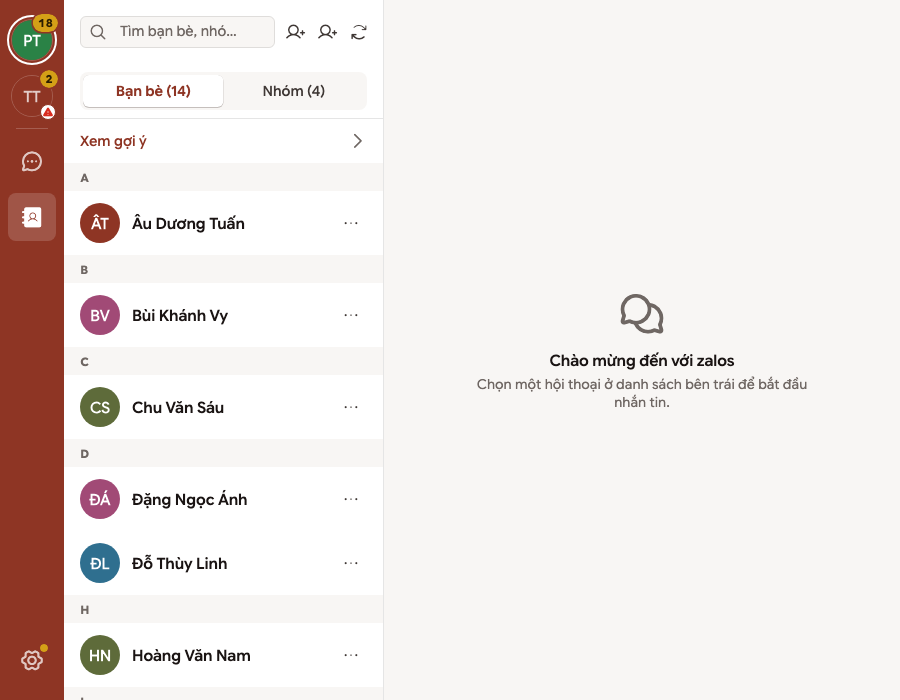 18
PT
2
TT
Tìm bạn bè, nhó...
Bạn bè (14)
Nhóm (4)
Xem gợi ý
A
ÂT
Âu Dương Tuấn
B
BV
Bùi Khánh Vy
C
CS
Chu Văn Sáu
D
ĐÁ
Đặng Ngọc Ánh
ĐL
Đỗ Thùy Linh
H
HN
Hoàng Văn Nam
Chào mừng đến với zalos
Chọn một hội thoại ở danh sách bên trái để bắt đầu
nhắn tin.